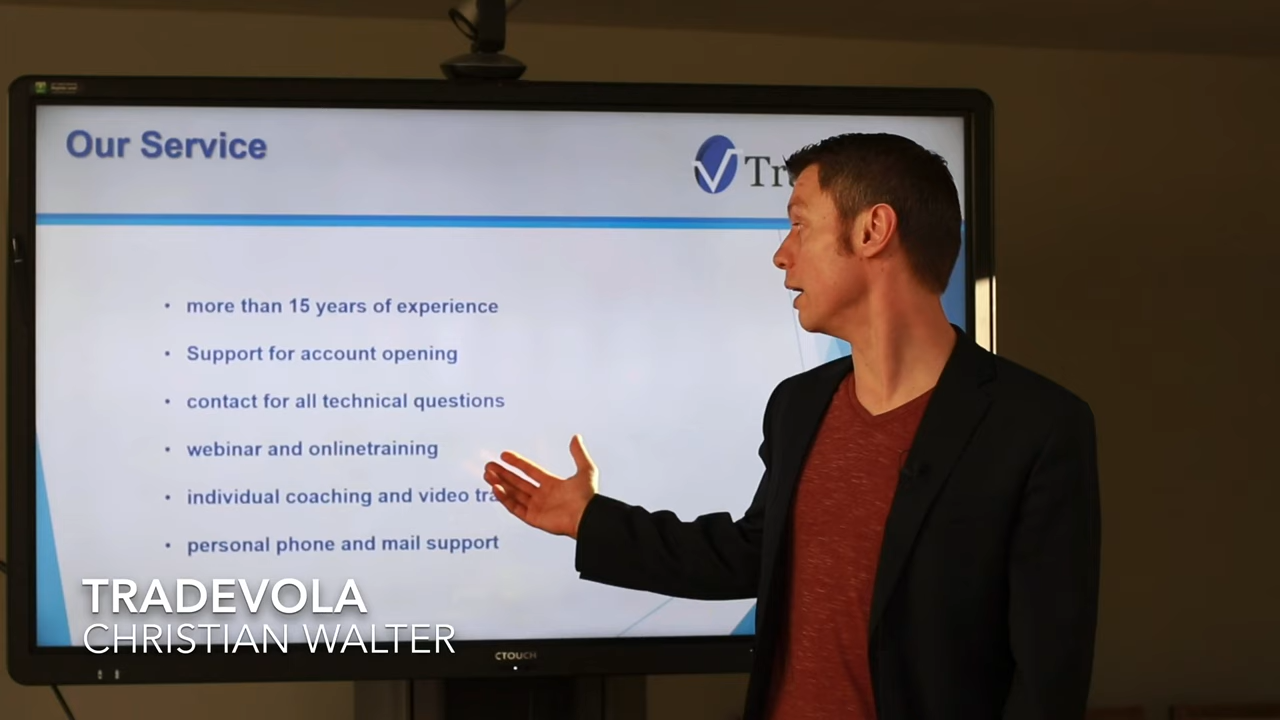 Our Service
Tr
• more than 15 years of experience
• Support for account opening
• contact for all technical questions
• webinar and onlinetraining
• individual coaching and video tra
• personal phone and mail support
TRADEVOLA
CHRISTIAN WALTER
CTOUCH